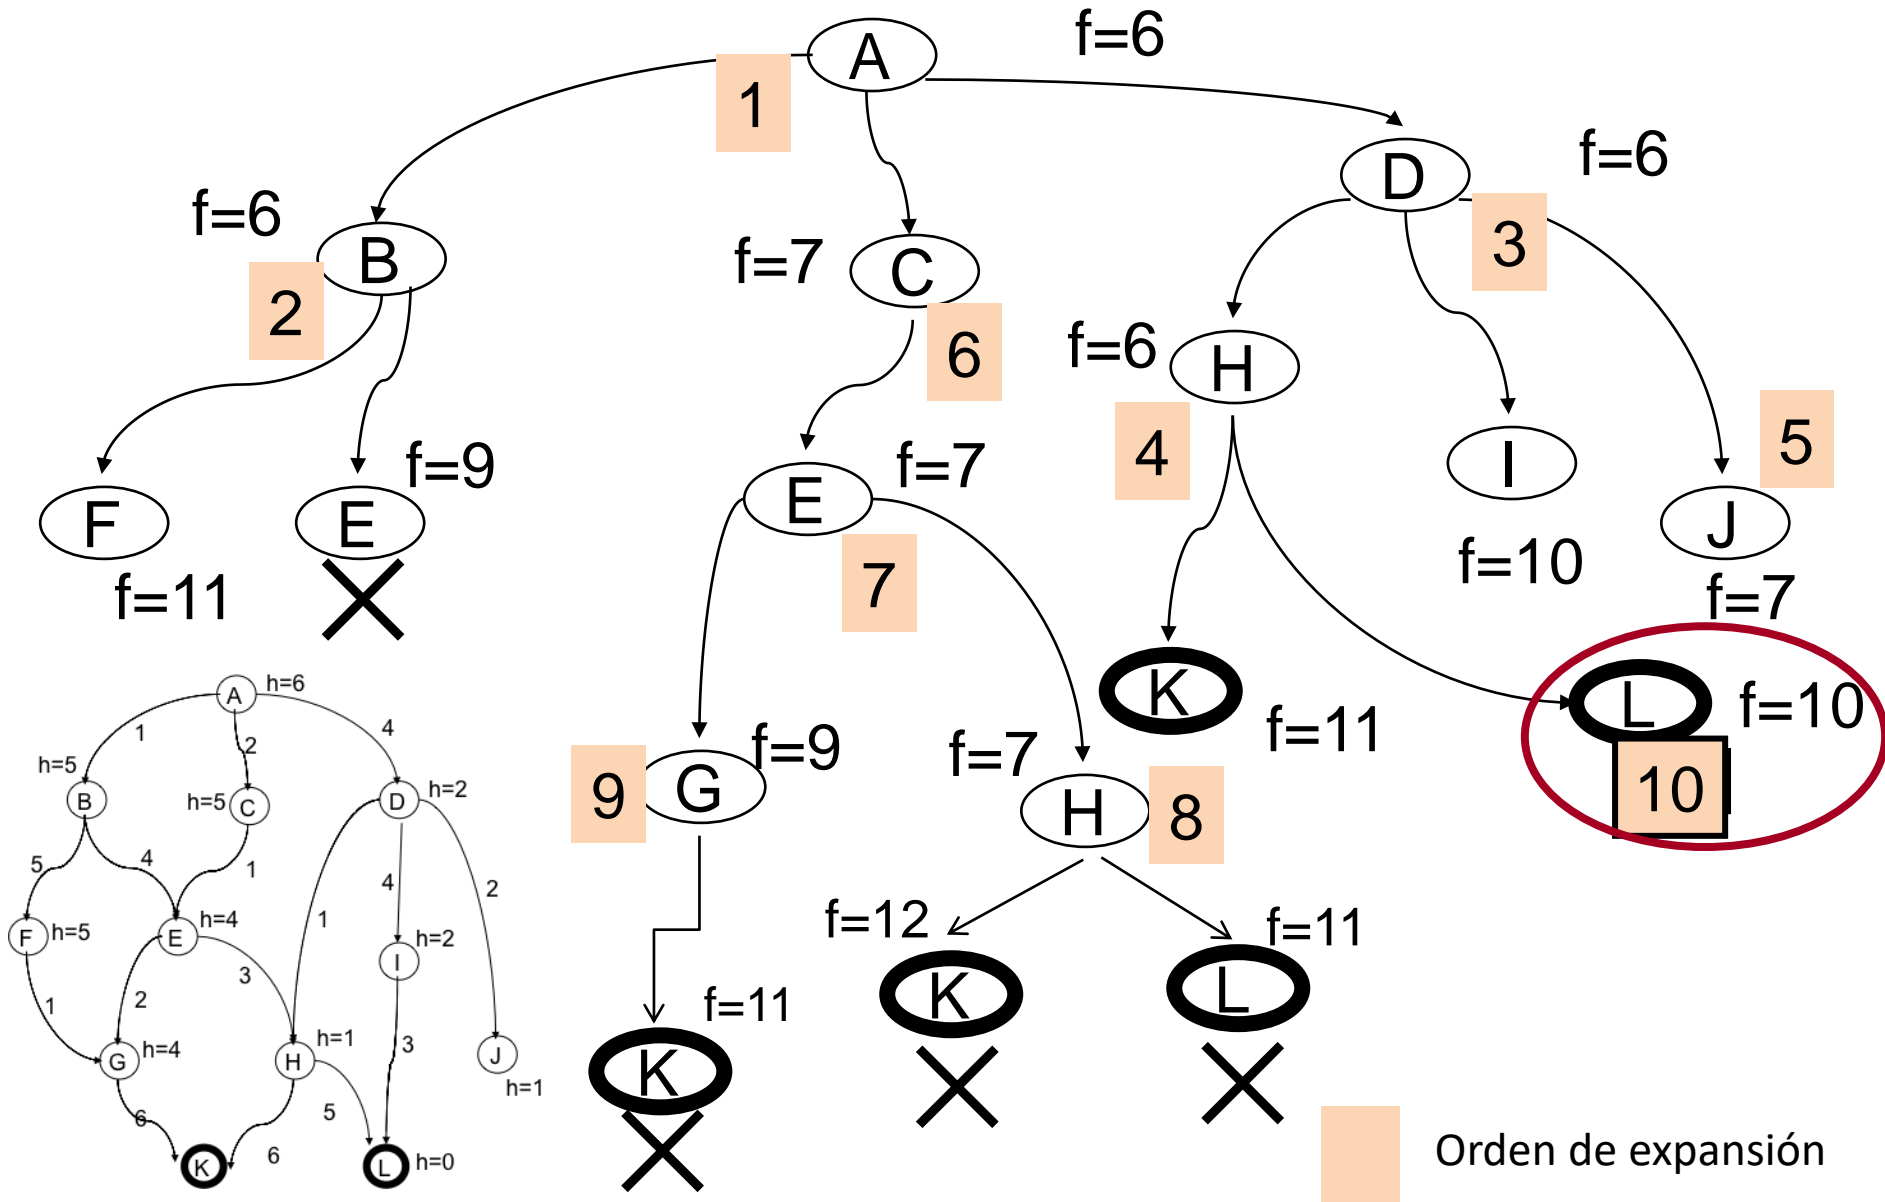 A
f=6
1
D
f=6
f=6
B
2
f=7
C
6
3
f=6
H
4
I
f=10
5
J
f=7
F
f=11
E
f=9
E
f=7
7
K
f=11
L
f=10
10
9
G
f=9
f=7
H
8
f=11
K
f=12
K
f=11
L
A
h=6
1
2
4
h=5
B
h=5
C
D
h=2
5
4
1
1
4
2
F
h=5
E
h=4
I
h=2
1
2
3
G
h=4
H
h=1
3
J
h=1
6
6
5
K
L
h=0
Orden de expansión